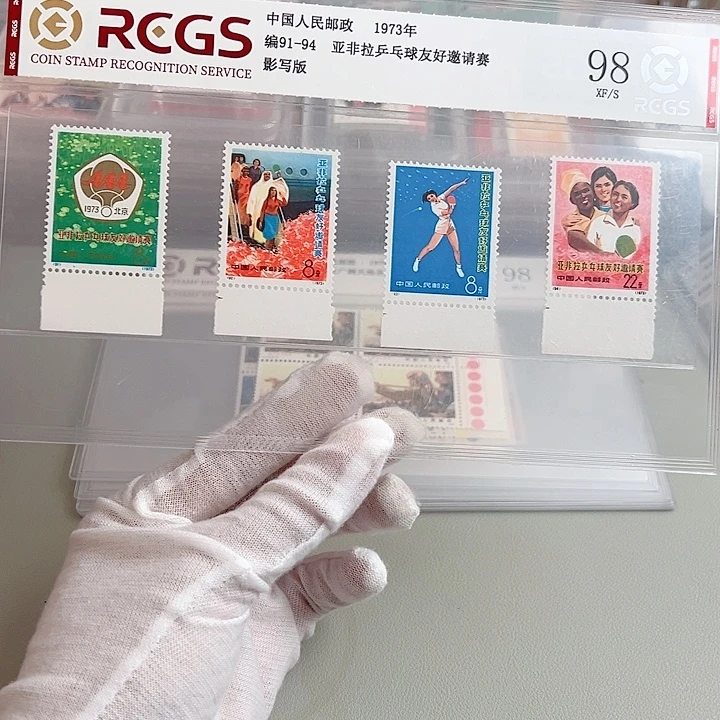 RCGS
COIN STAMP RECOGNITION SERVICE
中国人民邮政 1973年
编91-94 亚非拉乒乓球友好邀请赛
影写版
98
XF/S
RCGS
RCGS
1973 北京
亚非拉乒乓球友好邀请赛
亚非拉乒乓球友好邀请赛
中国人民邮政 8分
亚非拉乒乓球友好邀请赛
中国人民邮政 8分
亚非拉乒乓球友好邀请赛
中国人民邮政 22分
98